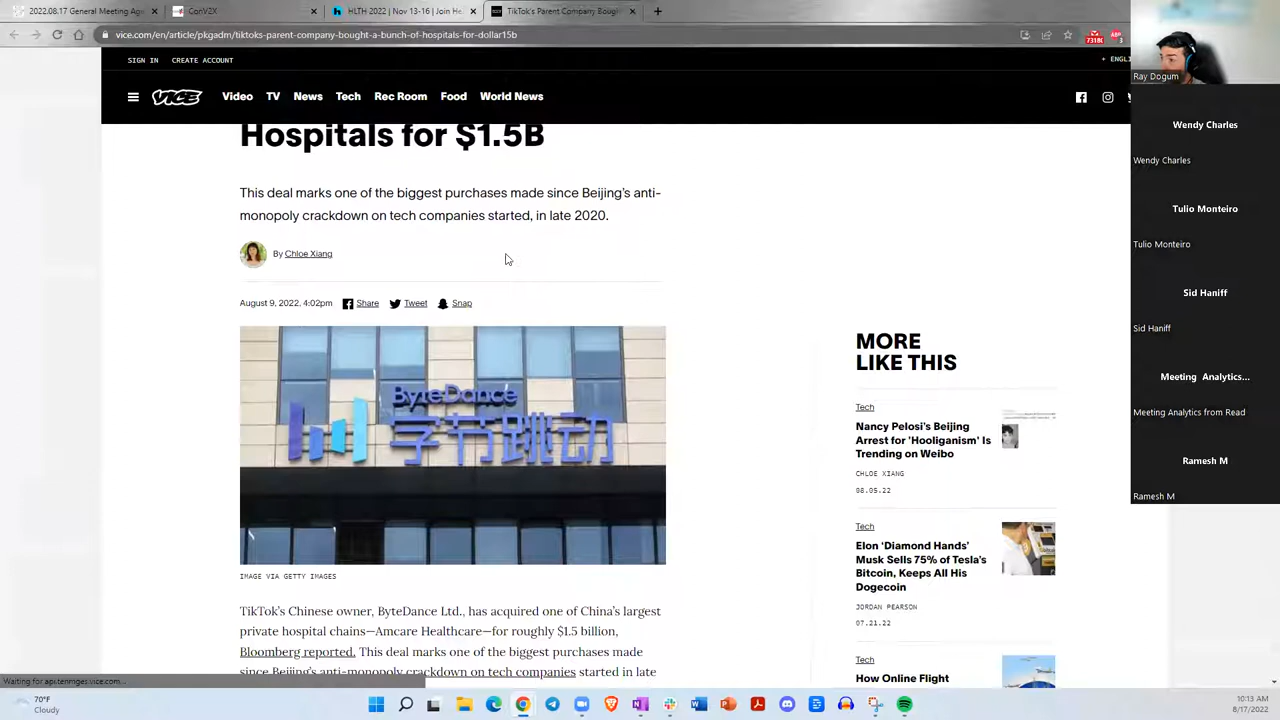 2022.08.17 General Meeting Age
ConV2X
HLTH 2022 | Nov 13-16 | Join He
TikTok's Parent Company Bough
vice.com/en/article/pkgadm/tiktoks-parent-company-bought-a-bunch-of-hospitals-for-dollar15b
SIGN IN CREATE ACCOUNT
+ ENGLI
VICE Video TV News Tech Rec Room Food World News
Hospitals for $1.5B
This deal marks one of the biggest purchases made since Beijing's anti-
monopoly crackdown on tech companies started, in late 2020.
By Chloe Xiang
August 9, 2022, 4:02pm Share Tweet Snap
ByteDance
字节跳动
IMAGE VIA GETTY IMAGES
TikTok's Chinese owner, ByteDance Ltd., has acquired one of China's largest
private hospital chains—Amcare Healthcare—for roughly $1.5 billion,
Bloomberg reported. This deal marks one of the biggest purchases made
since Beijing's anti-monopoly crackdown on tech companies started in late
MORE
LIKE THIS
Tech
Nancy Pelosi's Beijing
Arrest for 'Hooliganism' Is
Trending on Weibo
CHLOE XIANG
08.05.22
Tech
Elon 'Diamond Hands'
Musk Sells 75% of Tesla's
Bitcoin, Keeps All His
Dogecoin
JORDAN PEARSON
07.21.22
Tech
How Online Flight
Ray Dogum
Wendy Charles
Wendy Charles
Tulio Monteiro
Tulio Monteiro
Sid Haniff
Sid Haniff
Meeting Analytics...
Meeting Analytics from Read
Ramesh M
Ramesh M
70°F
Cloudy
10:13 AM
8/17/2022